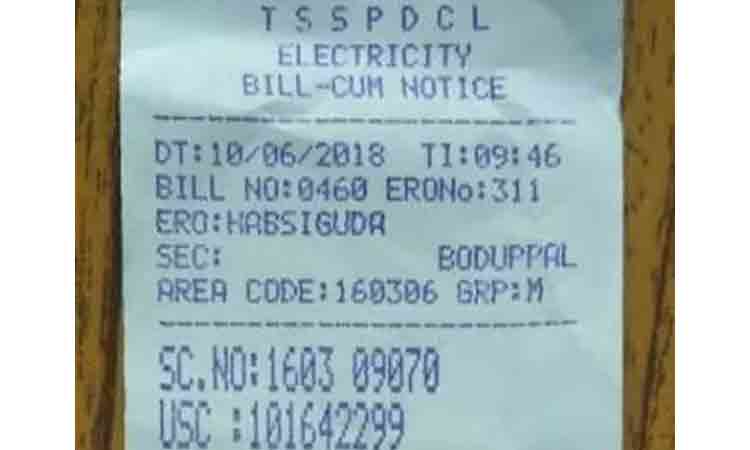 T S S P D C L
ELECTRICITY
BILL-CUM NOTICE
DT:10/06/2018 TI:09:46
BILL NO:0460 ERONo:311
ERO:HABSIGUDA
SEC: BODUPPAL
AREA CODE:160306 GRP:M
SC.NO:1603 09070
USC :101642299